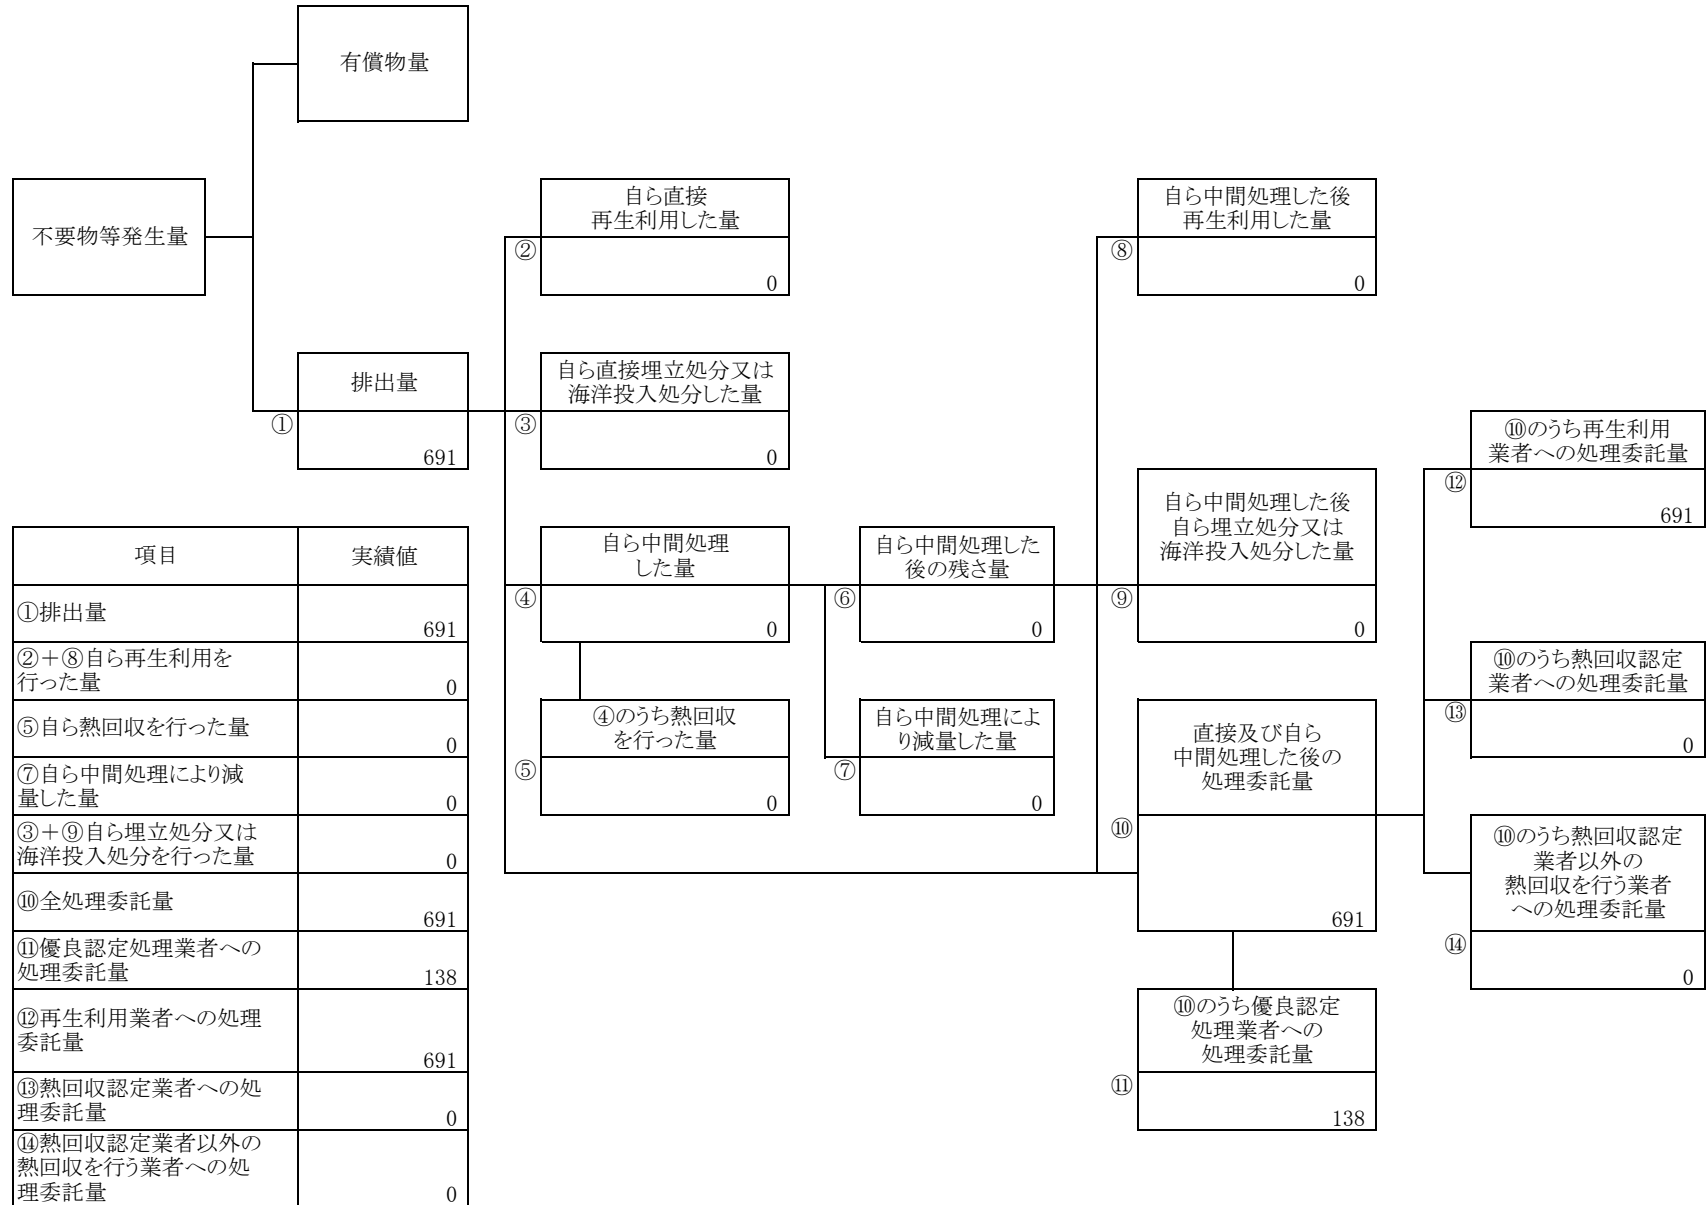 有償物量
不要物等発生量
自ら直接
再生利用した量
②
0
自ら中間処理した後
再生利用した量
⑧
0
排出量
①
691
自ら直接埋立処分又は
海洋投入処分した量
③
0
⑩のうち再生利用
業者への処理委託量
⑫
691
自ら中間処理
した量
④
0
自ら中間処理した
後の残さ量
⑥
0
自ら中間処理した後
自ら埋立処分又は
海洋投入処分した量
⑨
0
⑩のうち熱回収認定
業者への処理委託量
⑬
0
④のうち熱回収
を行った量
⑤
0
自ら中間処理によ
り減量した量
⑦
0
直接及び自ら
中間処理した後の
処理委託量
⑩
691
⑩のうち熱回収認定
業者以外の
熱回収を行う業者
への処理委託量
⑭
0
⑩のうち優良認定
処理業者への
処理委託量
⑪
138
項目 実績値
①排出量
691
②＋⑧自ら再生利用を
行った量
0
⑤自ら熱回収を行った量
0
⑦自ら中間処理により減
量した量
0
③＋⑨自ら埋立処分又は
海洋投入処分を行った量
0
⑩全処理委託量
691
⑪優良認定処理業者への
処理委託量
138
⑫再生利用業者への処理
委託量
691
⑬熱回収認定業者への処
理委託量
0
⑭熱回収認定業者以外の
熱回収を行う業者への処
理委託量
0